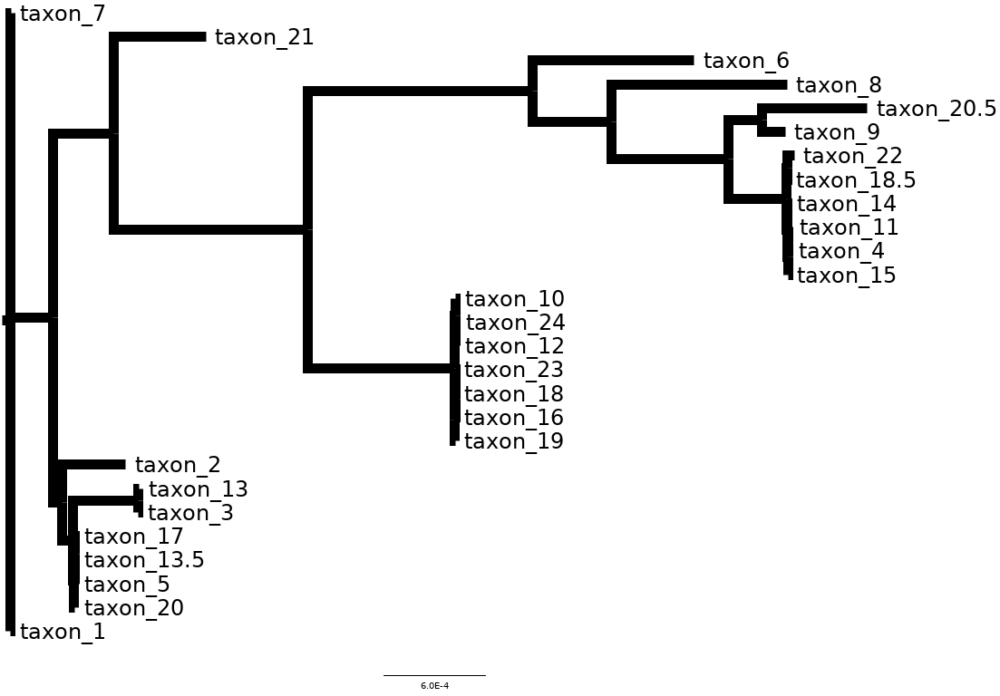 taxon_7
taxon_21
taxon_6
taxon_8
taxon_20.5
taxon_9
taxon_22
taxon_18.5
taxon_14
taxon_11
taxon_4
taxon_15
taxon_10
taxon_24
taxon_12
taxon_23
taxon_18
taxon_16
taxon_19
taxon_2
taxon_13
taxon_3
taxon_17
taxon_13.5
taxon_5
taxon_20
taxon_1
6.0E-4